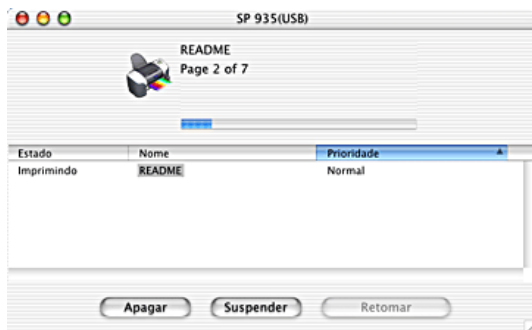 SP 935(USB)
README
Page 2 of 7
Estado Nome Prioridade
Imprimindo README Normal
Apagar Suspender Retomar